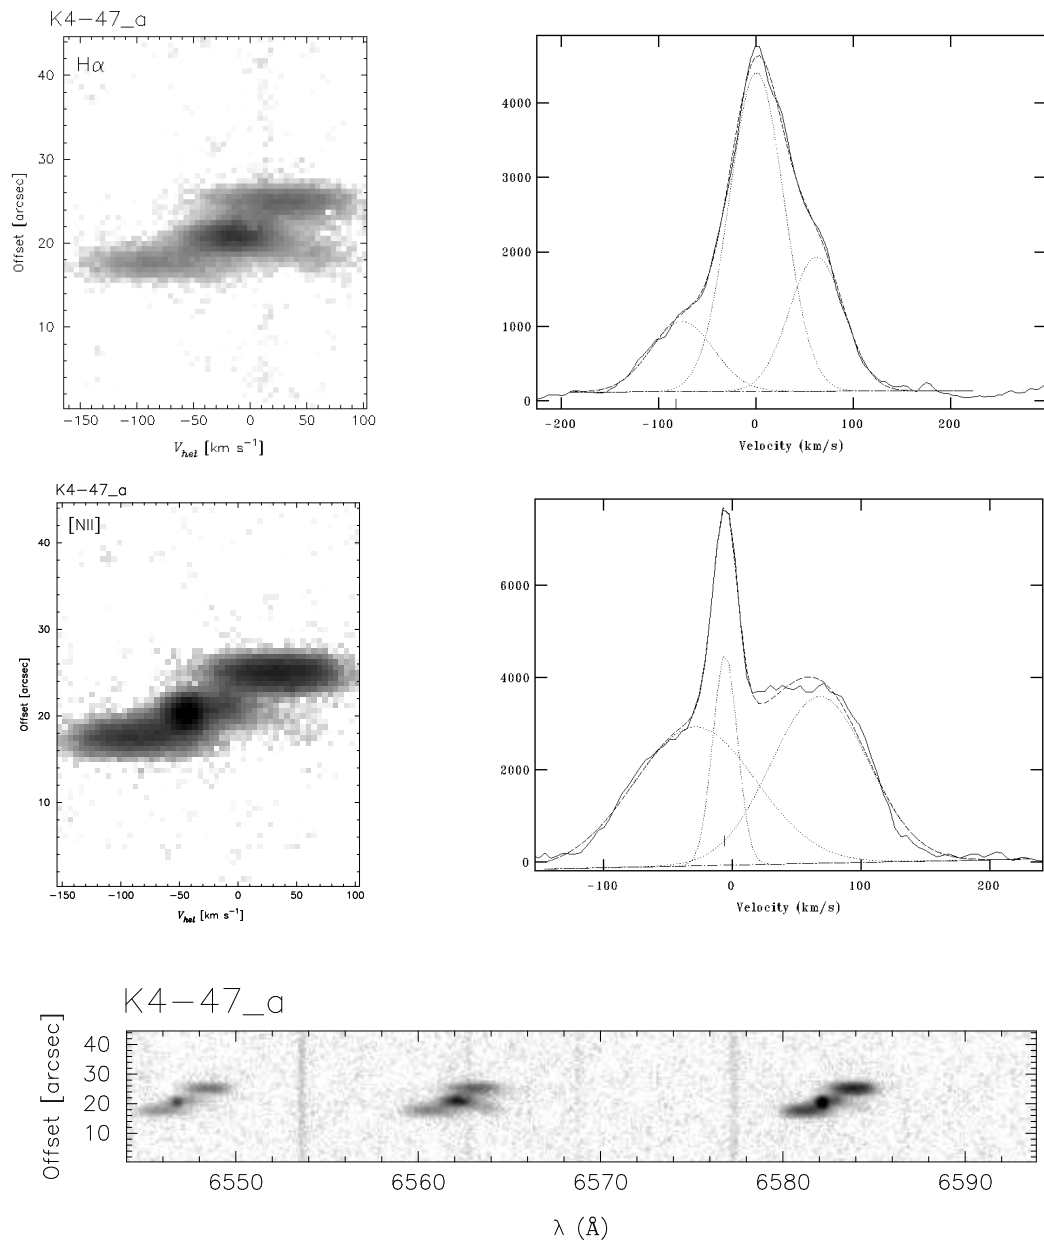 K4-47_a
Hα
40
30
20
10
Offset [arcsec]
-150 -100 -50 0 50 100
V_hel [km s⁻¹]
4000
3000
2000
1000
0
-200 -100 0 100 200
Velocity (km/s)
K4-47_a
[NII]
40
30
20
10
Offset [arcsec]
-150 -100 -50 0 50 100
V_hel [km s⁻¹]
6000
4000
2000
0
-100 0 100 200
Velocity (km/s)
K4-47_a
40
30
20
10
Offset [arcsec]
6550 6560 6570 6580 6590
λ (Å)